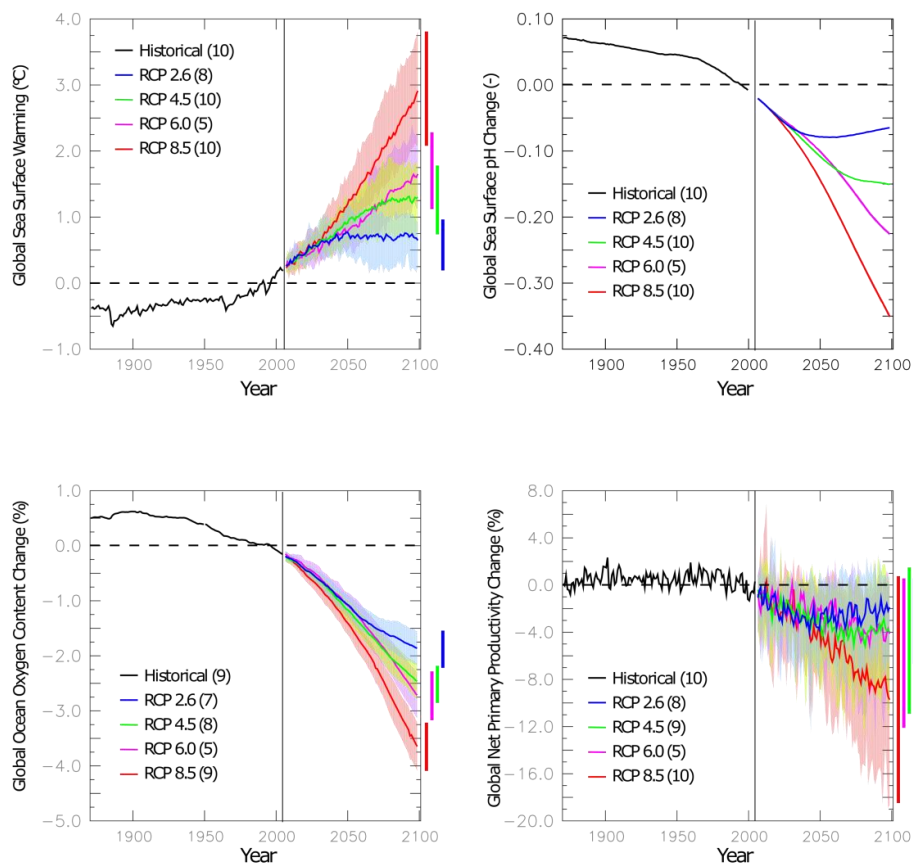 Global Sea Surface Warming (ºC)
4.0
3.0
2.0
1.0
0.0
−1.0
Historical (10)
RCP 2.6 (8)
RCP 4.5 (10)
RCP 6.0 (5)
RCP 8.5 (10)
1900
1950
2000
2050
2100
Year
Global Sea Surface pH Change (-)
0.10
0.00
−0.10
−0.20
−0.30
−0.40
Historical (10)
RCP 2.6 (8)
RCP 4.5 (10)
RCP 6.0 (5)
RCP 8.5 (10)
1900
1950
2000
2050
2100
Year
Global Ocean Oxygen Content Change (%)
1.0
0.0
−1.0
−2.0
−3.0
−4.0
−5.0
Historical (9)
RCP 2.6 (7)
RCP 4.5 (8)
RCP 6.0 (5)
RCP 8.5 (9)
1900
1950
2000
2050
2100
Year
Global Net Primary Productivity Change (%)
8.0
4.0
0.0
−4.0
−8.0
−12.0
−16.0
−20.0
Historical (10)
RCP 2.6 (8)
RCP 4.5 (9)
RCP 6.0 (5)
RCP 8.5 (10)
1900
1950
2000
2050
2100
Year